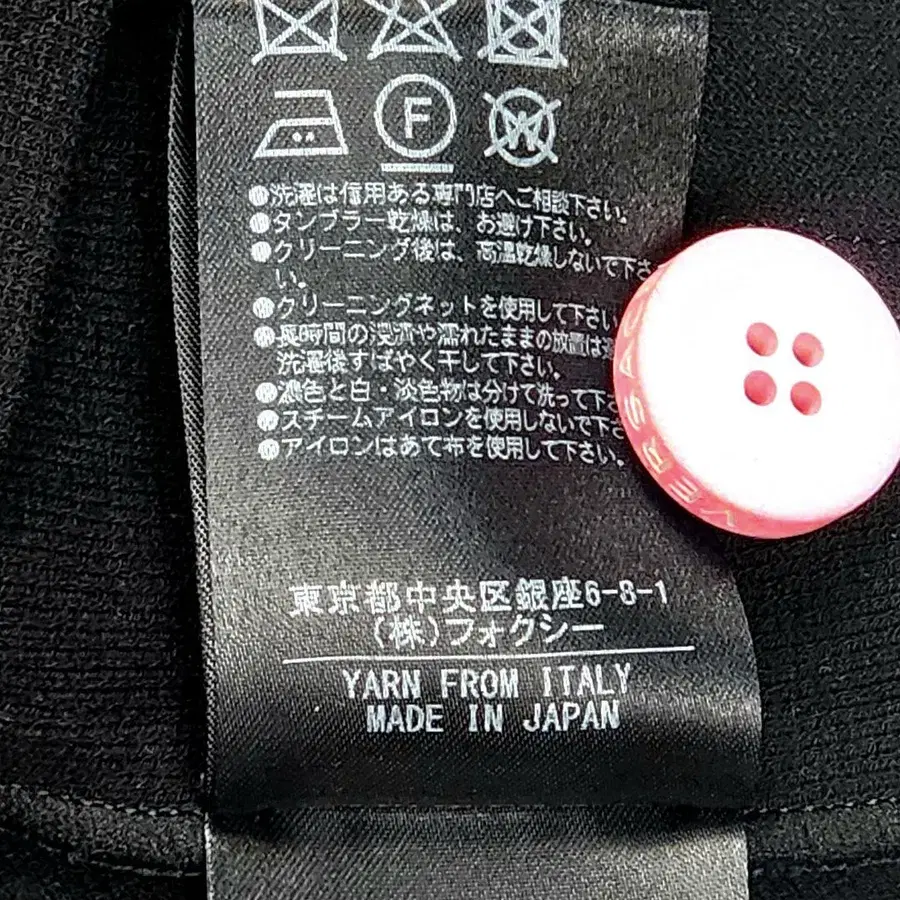 F
W
●洗濯は信用ある専門店へご相談下さい。
●タンブラー乾燥は、お避け下さい。
●クリーニング後は、高温乾燥しないで下さ
い。
●クリーニングネットを使用して下さい
●長時間の浸漬や濡れたままの放置は
洗濯後すばやく干して下さい。
●濃色と白・淡色物は分けて洗って下さ
●スチームアイロンを使用しないで下
●アイロンはあて布を使用して下さい。
VERSA
東京都中央区銀座6-8-1
(株)フォクシー
YARN FROM ITALY
MADE IN JAPAN